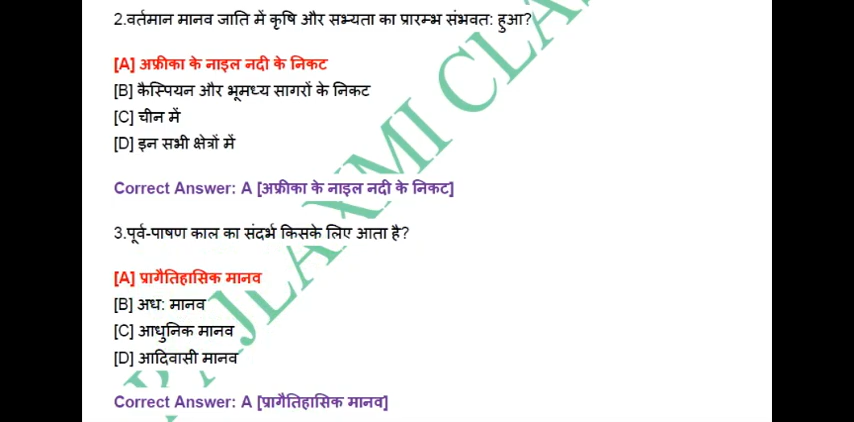 2.वर्तमान मानव जाति में कृषि और सभ्यता का प्रारम्भ संभवत: हुआ?
[A] अफ्रीका के नाइल नदी के निकट
[B] कैस्पियन और भूमध्य सागरों के निकट
[C] चीन में
[D] इन सभी क्षेत्रों में
Correct Answer: A [अफ्रीका के नाइल नदी के निकट]
3.पूर्व-पाषण काल का संदर्भ किसके लिए आता है?
[A] प्रागैतिहासिक मानव
[B] अध: मानव
[C] आधुनिक मानव
[D] आदिवासी मानव
Correct Answer: A [प्रागैतिहासिक मानव]